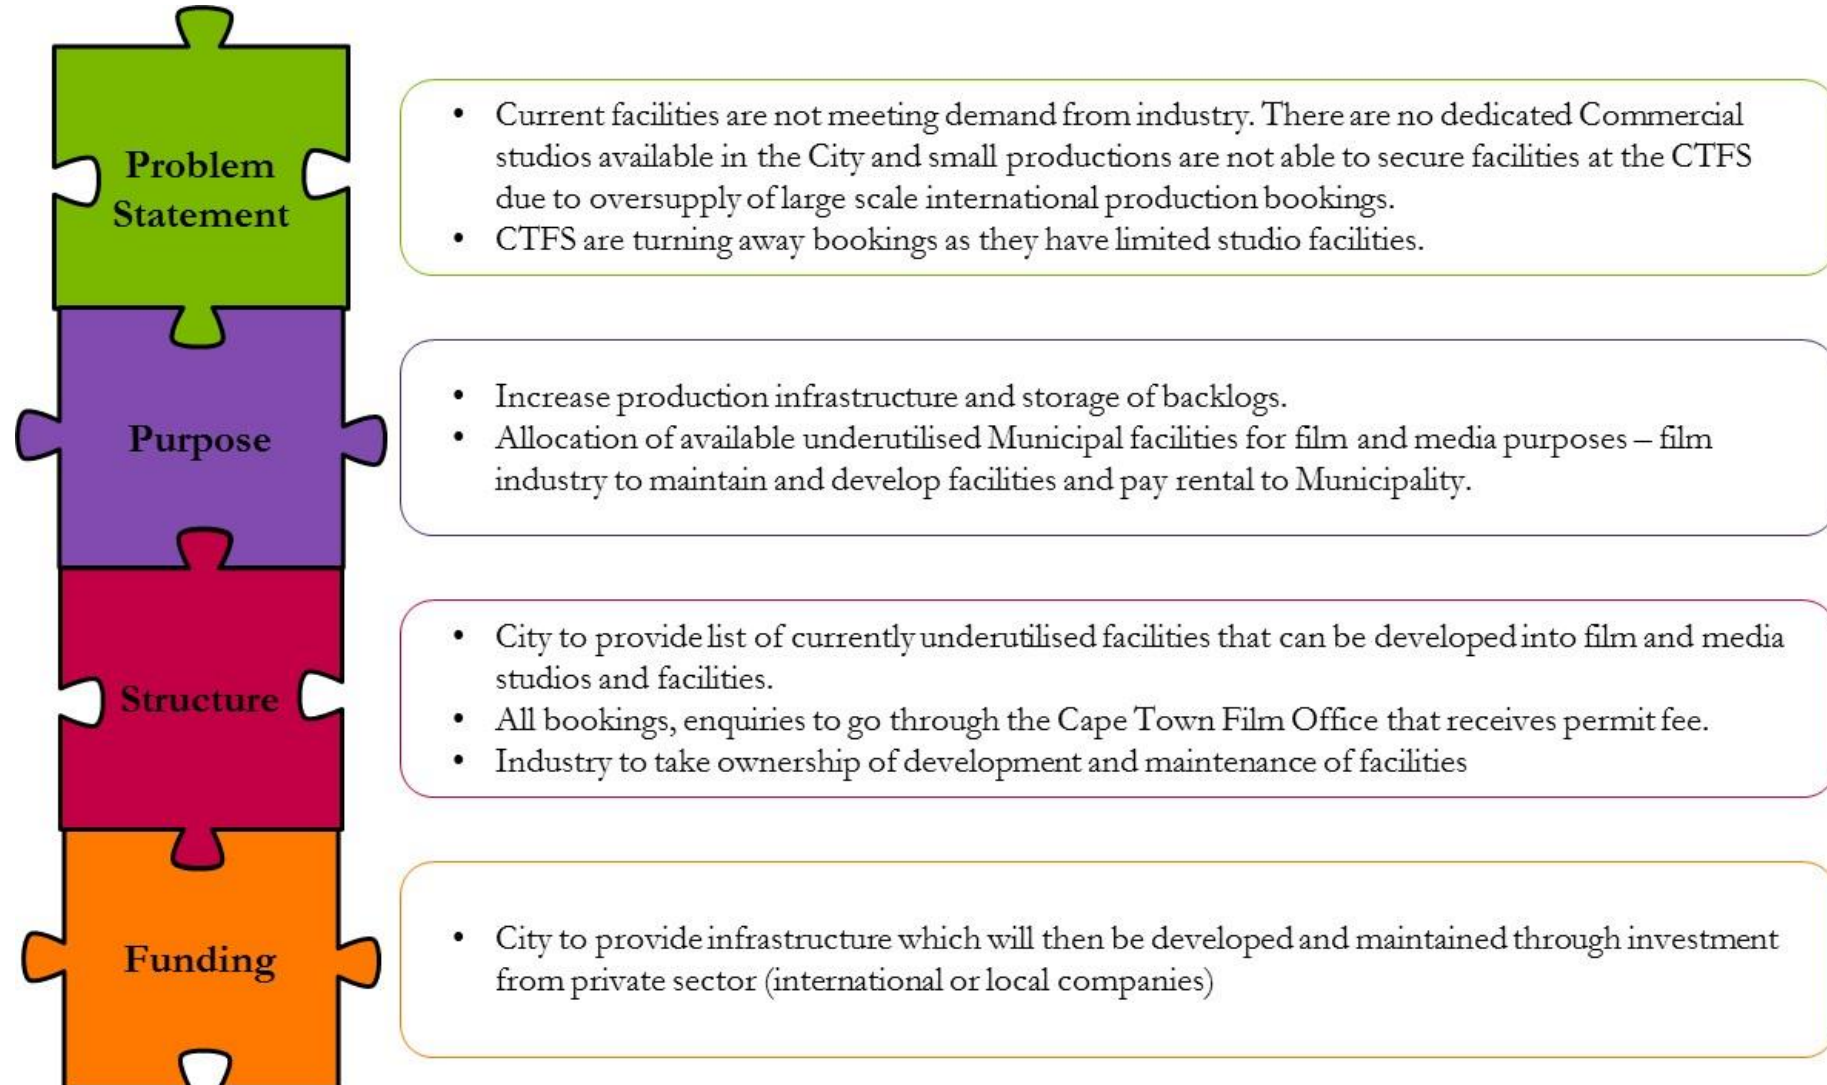 Problem
Statement
• Current facilities are not meeting demand from industry. There are no dedicated Commercial
studios available in the City and small productions are not able to secure facilities at the CTFS
due to oversupply of large scale international production bookings.
• CTFS are turning away bookings as they have limited studio facilities.
Purpose
• Increase production infrastructure and storage of backlogs.
• Allocation of available underutilised Municipal facilities for film and media purposes – film
industry to maintain and develop facilities and pay rental to Municipality.
Structure
• City to provide list of currently underutilised facilities that can be developed into film and media
studios and facilities.
• All bookings, enquiries to go through the Cape Town Film Office that receives permit fee.
• Industry to take ownership of development and maintenance of facilities
Funding
• City to provide infrastructure which will then be developed and maintained through investment
from private sector (international or local companies)